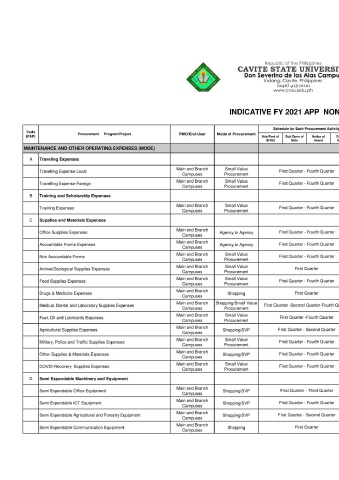 Republic of the Philippines
CAVITE STATE UNIVERSI
Don Severino de las Alas Campu
Indang, Cavite, Philippines
www.cvsu.edu.ph
INDICATIVE FY 2021 APP NON
Code (PAP) Procurement Program/Project PMO/End-User Mode of Procurement Schedule for Each Procurement Activity
Ads/Post of IB/REI Sub/Open of Bids Notice of Award
MAINTENANCE AND OTHER OPERATING EXPENSES (MOOE)
A Traveling Expenses
Travelling Expense-Local Main and Branch Campuses Small Value Procurement First Quarter - Fourth Quarter
Travelling Expense-Foreign Main and Branch Campuses Small Value Procurement First Quarter - Fourth Quarter
B Training and Scholarship Expenses
Training Expenses Main and Branch Campuses Small Value Procurement First Quarter - Fourth Quarter
C Supplies and Materials Expenses
Office Supplies Expenses Main and Branch Campuses Agency to Agency First Quarter - Fourth Quarter
Accountable Forms Expenses Main and Branch Campuses Agency to Agency First Quarter - Fourth Quarter
Non Accountable Forms Main and Branch Campuses Small Value Procurement First Quarter - Fourth Quarter
Animal/Zoological Supplies Expenses Main and Branch Campuses Small Value Procurement First Quarter
Food Supplies Expenses Main and Branch Campuses Small Value Procurement First Quarter - Fourth Quarter
Drugs & Medicine Expenses Main and Branch Campuses Shopping First Quarter
Medical, Dental and Laboratory Supplies Expenses Main and Branch Campuses Shopping/Small Value Procurement First Quarter -Second Quarter-Fourth Q
Fuel, Oil and Lubricants Expenses Main and Branch Campuses Small Value Procurement First Quarter -Fourth Quarter
Agricultural Supplies Expenses Main and Branch Campuses Shopping/SVP First Quarter - Second Quarter
Military, Police and Traffic Supplies Expenses Main and Branch Campuses Small Value Procurement First Quarter - Fourth Quarter
Other Supplies & Materials Expenses Main and Branch Campuses Shopping/SVP First Quarter - Fourth Quarter
COVID-Recovery Supplies Expenses Main and Branch Campuses Small Value Procurement First Quarter - Fourth Quarter
D Semi Expendable Machinery and Equipment
Semi Expendable Office Equipment Main and Branch Campuses Shopping/SVP First Quarter - Third Quarter
Semi Expendable ICT Equipment Main and Branch Campuses Shopping/SVP First Quarter - Fourth Quarter
Semi Expendable Agricultural and Forestry Equipment Main and Branch Campuses Shopping/SVP First Quarter - Second Quarter
Semi Expendable Communication Equipment Main and Branch Campuses Shopping First Quarter